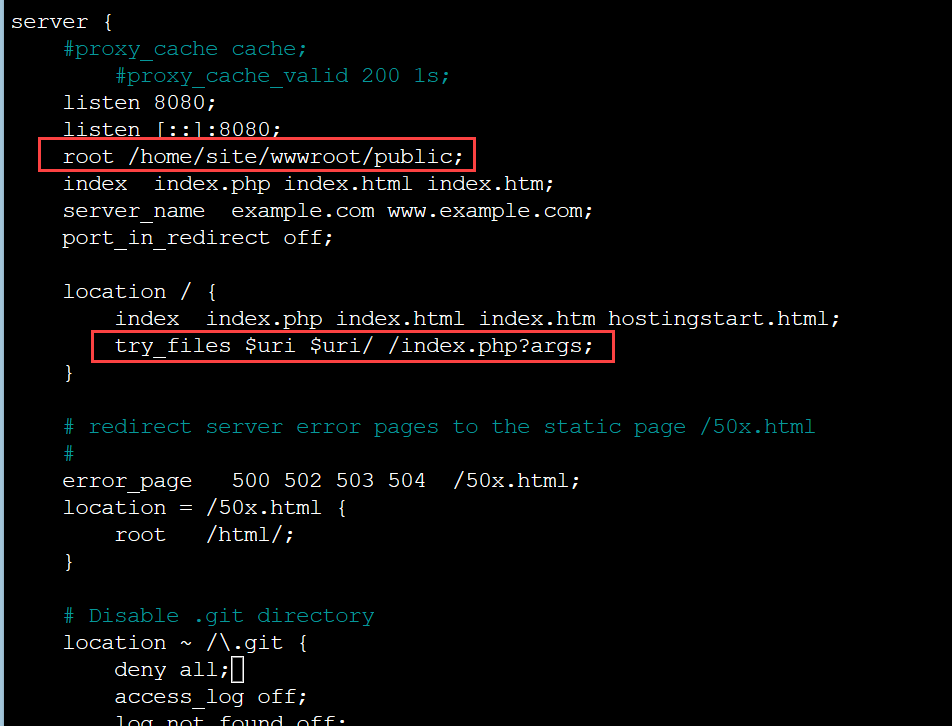 server {
    #proxy_cache cache;
        #proxy_cache_valid 200 1s;
    listen 8080;
    listen [::]:8080;
    root /home/site/wwwroot/public;
    index  index.php index.html index.htm;
    server_name  example.com www.example.com;
    port_in_redirect off;

    location / {
        index  index.php index.html index.htm hostingstart.html;
        try_files $uri $uri/ /index.php?args;
    }

    # redirect server error pages to the static page /50x.html
    #
    error_page   500 502 503 504  /50x.html;
    location = /50x.html {
        root   /html/;
    }

    # Disable .git directory
    location ~ /\.git {
        deny all;
        access_log off;
        log_not_found off;